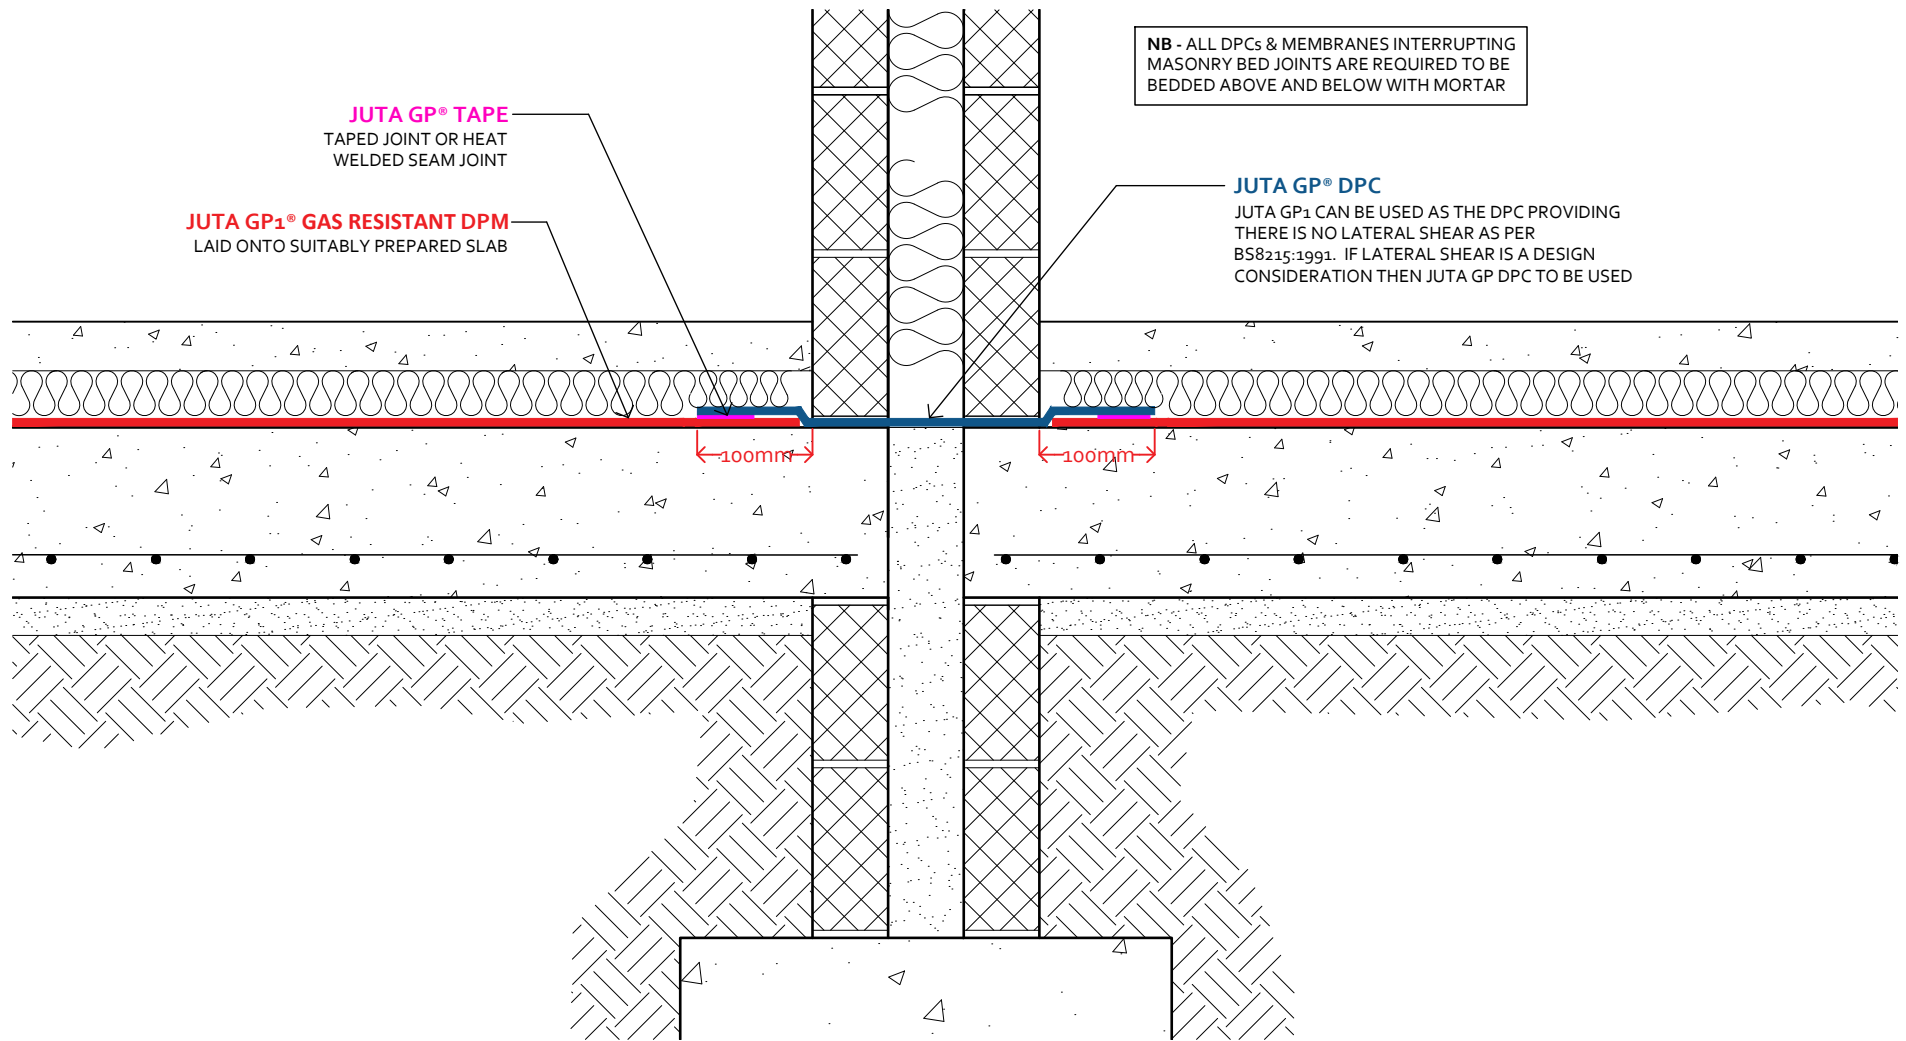 NB - ALL DPCs & MEMBRANES INTERRUPTING
MASONRY BED JOINTS ARE REQUIRED TO BE
BEDDED ABOVE AND BELOW WITH MORTAR
JUTA GP® TAPE
TAPED JOINT OR HEAT
WELDED SEAM JOINT
JUTA GP1® GAS RESISTANT DPM
LAID ONTO SUITABLY PREPARED SLAB
JUTA GP® DPC
JUTA GP1 CAN BE USED AS THE DPC PROVIDING
THERE IS NO LATERAL SHEAR AS PER
BS8215:1991. IF LATERAL SHEAR IS A DESIGN
CONSIDERATION THEN JUTA GP DPC TO BE USED
100mm
100mm